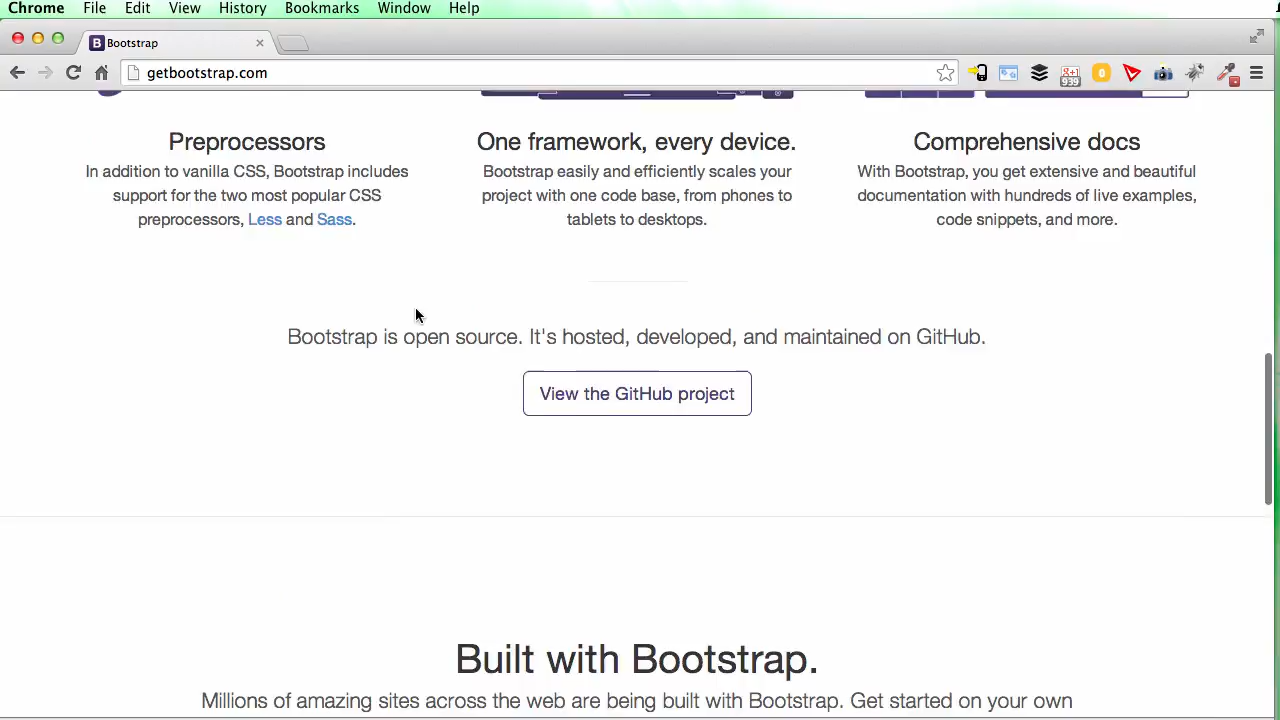 Chrome File Edit View History Bookmarks Window Help
Bootstrap
getbootstrap.com
939
Preprocessors
In addition to vanilla CSS, Bootstrap includes
support for the two most popular CSS
preprocessors, Less and Sass.
One framework, every device.
Bootstrap easily and efficiently scales your
project with one code base, from phones to
tablets to desktops.
Comprehensive docs
With Bootstrap, you get extensive and beautiful
documentation with hundreds of live examples,
code snippets, and more.
Bootstrap is open source. It's hosted, developed, and maintained on GitHub.
View the GitHub project
Built with Bootstrap.
Millions of amazing sites across the web are being built with Bootstrap. Get started on your own